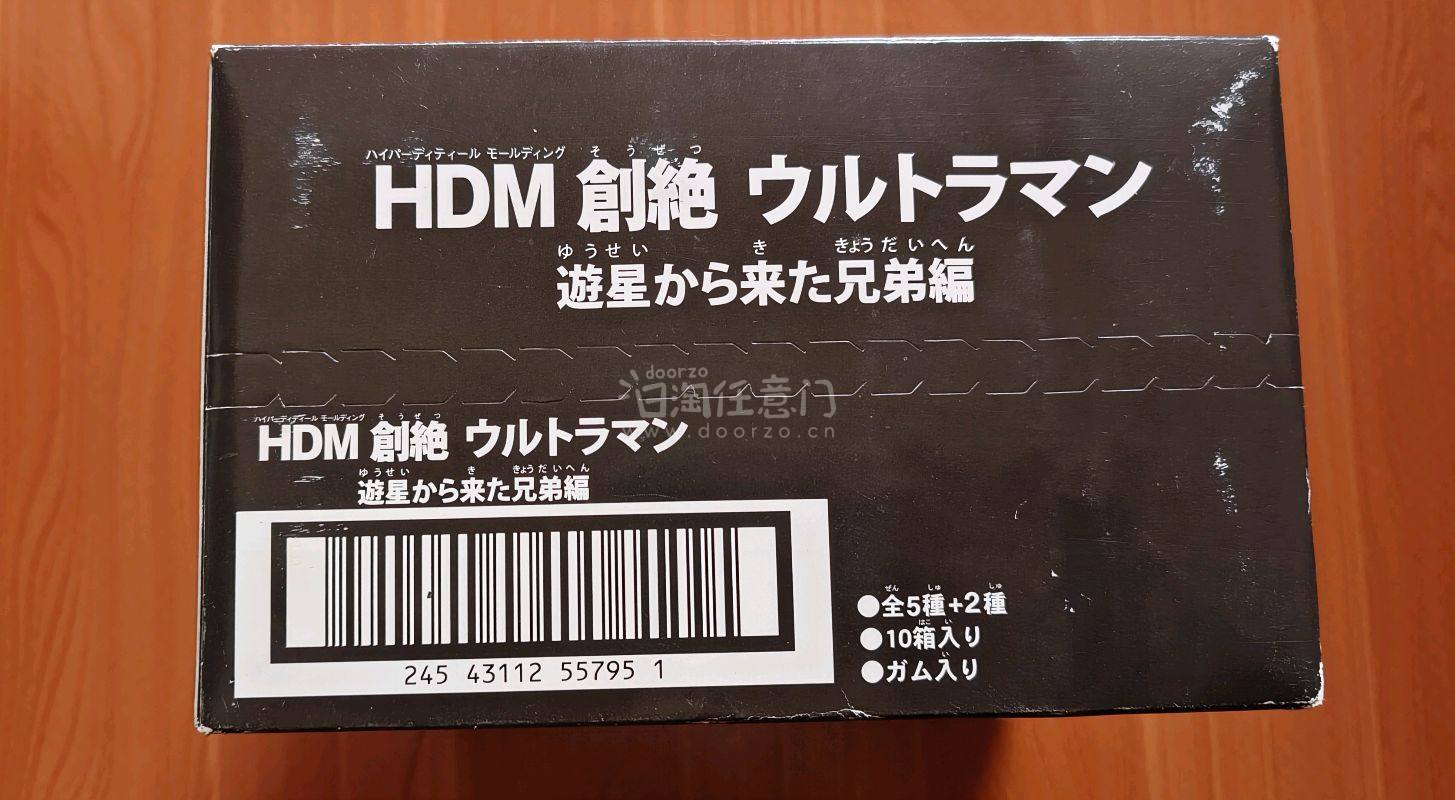 ハイパーディティール モールディング そうぜつ
HDM 創絶 ウルトラマン
ゆうせい き きょうだいへん
遊星から来た兄弟編
doorzo
日淘任意门
www.doorzo.cn
ハイパーディティール モールディング そうぜつ
HDM 創絶 ウルトラマン
ゆうせい き きょうだいへん
遊星から来た兄弟編
245 43112 55795 1
ぜん しゅ しゅ
●全5種+2種
はこ い
●10箱入り
い
●ガム入り